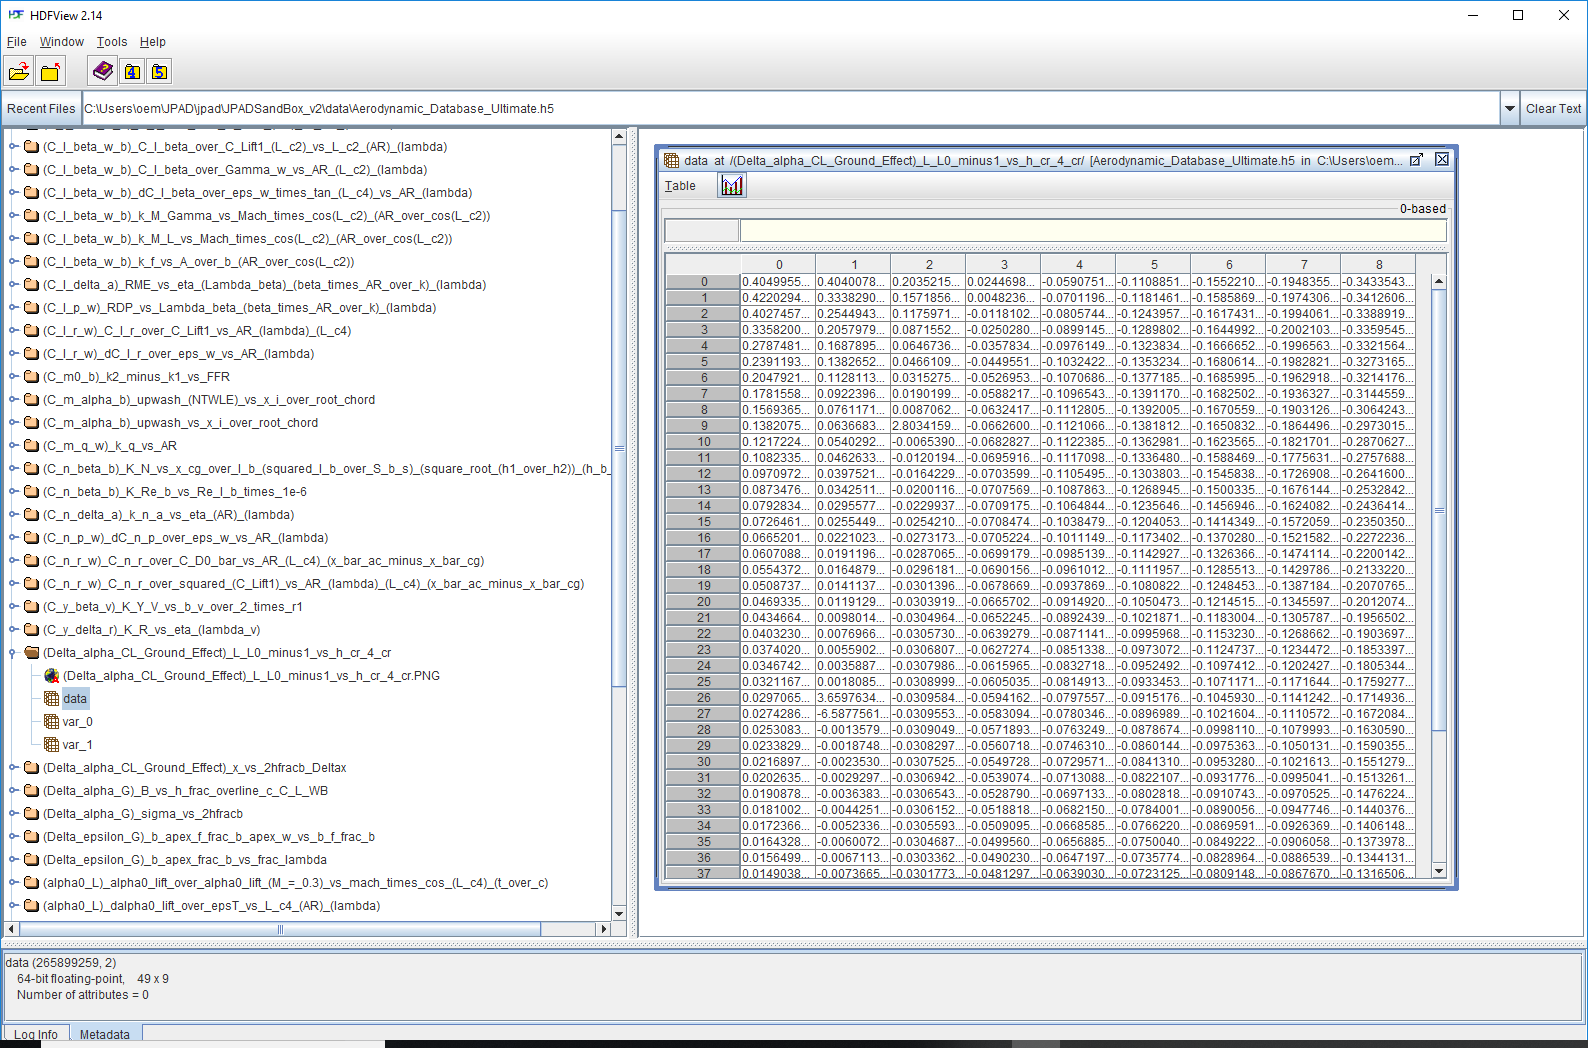 HDFView 2.14
File Window Tools Help
Recent Files C:\Users\oem\JPAD\jpad\JPADSandBox_v2\data\Aerodynamic_Database_Ultimate.h5 Clear Text
(C_l_beta_w_b)_C_l_beta_over_C_Lift1_(L_c2)_vs_L_c2_(AR)_(lambda)
(C_l_beta_w_b)_C_l_beta_over_Gamma_w_vs_AR_(L_c2)_(lambda)
(C_l_beta_w_b)_dC_l_beta_over_eps_w_times_tan_(L_c4)_vs_AR_(lambda)
(C_l_beta_w_b)_k_M_Gamma_vs_Mach_times_cos(L_c2)_(AR_over_cos(L_c2))
(C_l_beta_w_b)_k_M_L_vs_Mach_times_cos(L_c2)_(AR_over_cos(L_c2))
(C_l_beta_w_b)_k_f_vs_A_over_b_(AR_over_cos(L_c2))
(C_l_delta_a)_RME_vs_eta_(Lambda_beta)_(beta_times_AR_over_k)_(lambda)
(C_l_p_w)_RDP_vs_Lambda_beta_(beta_times_AR_over_k)_(lambda)
(C_l_r_w)_C_l_r_over_C_Lift1_vs_AR_(lambda)_(L_c4)
(C_l_r_w)_dC_l_r_over_eps_w_vs_AR_(lambda)
(C_m0_b)_k2_minus_k1_vs_FFR
(C_m_alpha_b)_upwash_(NTWLE)_vs_x_i_over_root_chord
(C_m_alpha_b)_upwash_vs_x_i_over_root_chord
(C_m_q_w)_k_q_vs_AR
(C_n_beta_b)_K_N_vs_x_cg_over_l_b_(squared_l_b_over_S_b_s)_(square_root_(h1_over_h2))_(h_b_
(C_n_beta_b)_K_Re_b_vs_Re_l_b_times_1e-6
(C_n_delta_a)_k_n_a_vs_eta_(AR)_(lambda)
(C_n_p_w)_dC_n_p_over_eps_w_vs_AR_(lambda)
(C_n_r_w)_C_n_r_over_C_D0_bar_vs_AR_(L_c4)_(x_bar_ac_minus_x_bar_cg)
(C_n_r_w)_C_n_r_over_squared_(C_Lift1)_vs_AR_(lambda)_(L_c4)_(x_bar_ac_minus_x_bar_cg)
(C_y_beta_v)_K_Y_V_vs_b_v_over_2_times_r1
(C_y_delta_r)_K_R_vs_eta_(lambda_v)
(Delta_alpha_CL_Ground_Effect)_L_L0_minus1_vs_h_cr_4_cr
(Delta_alpha_CL_Ground_Effect)_L_L0_minus1_vs_h_cr_4_cr.PNG
data
var_0
var_1
(Delta_alpha_CL_Ground_Effect)_x_vs_2hfracb_Deltax
(Delta_alpha_G)_B_vs_h_frac_overline_c_C_L_WB
(Delta_alpha_G)_sigma_vs_2hfracb
(Delta_epsilon_G)_b_apex_f_frac_b_apex_w_vs_b_f_frac_b
(Delta_epsilon_G)_b_apex_frac_b_vs_frac_lambda
(alpha0_L)_alpha0_lift_over_alpha0_lift_(M_=_0.3)_vs_mach_times_cos_(L_c4)_(t_over_c)
(alpha0_L)_dalpha0_lift_over_epsT_vs_L_c4_(AR)_(lambda)
data at /(Delta_alpha_CL_Ground_Effect)_L_L0_minus1_vs_h_cr_4_cr/ [Aerodynamic_Database_Ultimate.h5 in C:\Users\oem...
Table
0-based
0 1 2 3 4 5 6 7 8
0 0.4049955... 0.4040078... 0.2035215... 0.0244698... -0.0590751... -0.1108851... -0.1552210... -0.1948355... -0.3433543...
1 0.4220294... 0.3338290... 0.1571856... 0.0048236... -0.0701196... -0.1181461... -0.1585869... -0.1974306... -0.3412606...
2 0.4027457... 0.2544943... 0.1175971... -0.0118102... -0.0805744... -0.1243957... -0.1617431... -0.1994061... -0.3388919...
3 0.3358200... 0.2057979... 0.0871552... -0.0250280... -0.0899145... -0.1289802... -0.1644992... -0.2002103... -0.3359545...
4 0.2787481... 0.1687895... 0.0646736... -0.0357834... -0.0976149... -0.1323834... -0.1666652... -0.1996563... -0.3321564...
5 0.2391193... 0.1382652... 0.0466109... -0.0449551... -0.1032422... -0.1353234... -0.1680614... -0.1982821... -0.3273165...
6 0.2047921... 0.1128113... 0.0315275... -0.0526953... -0.1070686... -0.1377185... -0.1685995... -0.1962918... -0.3214176...
7 0.1781558... 0.0922396... 0.0190199... -0.0588217... -0.1096543... -0.1391170... -0.1682502... -0.1936327... -0.3144559...
8 0.1569365... 0.0761171... 0.0087062... -0.0632417... -0.1112805... -0.1392005... -0.1670559... -0.1903126... -0.3064243...
9 0.1382075... 0.0636683... 2.8034159... -0.0662600... -0.1121066... -0.1381812... -0.1650832... -0.1864496... -0.2973015...
10 0.1217224... 0.0540292... -0.0065390... -0.0682827... -0.1122385... -0.1362981... -0.1623565... -0.1821701... -0.2870627...
11 0.1082335... 0.0462633... -0.0120194... -0.0695916... -0.1117098... -0.1336480... -0.1588469... -0.1775631... -0.2757688...
12 0.0970972... 0.0397521... -0.0164229... -0.0703599... -0.1105495... -0.1303803... -0.1545838... -0.1726908... -0.2641600...
13 0.0873476... 0.0342511... -0.0200116... -0.0707569... -0.1087863... -0.1268945... -0.1500335... -0.1676144... -0.2532842...
14 0.0792834... 0.0295577... -0.0229937... -0.0709175... -0.1064844... -0.1235646... -0.1456946... -0.1624082... -0.2436414...
15 0.0726461... 0.0255449... -0.0254210... -0.0708474... -0.1038479... -0.1204053... -0.1414349... -0.1572059... -0.2350350...
16 0.0665201... 0.0221023... -0.0273173... -0.0705224... -0.1011149... -0.1173402... -0.1370280... -0.1521582... -0.2272236...
17 0.0607088... 0.0191196... -0.0287065... -0.0699179... -0.0985139... -0.1142927... -0.1326366... -0.1474114... -0.2200142...
18 0.0554372... 0.0164879... -0.0296181... -0.0690156... -0.0961012... -0.1111957... -0.1285513... -0.1429786... -0.2133220...
19 0.0508737... 0.0141137... -0.0301396... -0.0678669... -0.0937869... -0.1080822... -0.1248453... -0.1387184... -0.2070765...
20 0.0469335... 0.0119129... -0.0303919... -0.0665702... -0.0914920... -0.1050473... -0.1214515... -0.1345597... -0.2012074...
21 0.0434664... 0.0098014... -0.0304964... -0.0652245... -0.0892439... -0.1021871... -0.1183004... -0.1305787... -0.1956502...
22 0.0403230... 0.0076966... -0.0305730... -0.0639279... -0.0871141... -0.0995968... -0.1153230... -0.1268662... -0.1903697...
23 0.0374020... 0.0055902... -0.0306807... -0.0627274... -0.0851338... -0.0973072... -0.1124737... -0.1234472... -0.1853397...
24 0.0346742... 0.0035887... -0.0307986... -0.0615965... -0.0832718... -0.0952492... -0.1097412... -0.1202427... -0.1805344...
25 0.0321167... 0.0018085... -0.0308999... -0.0605035... -0.0814913... -0.0933453... -0.1071171... -0.1171644... -0.1759277...
26 0.0297065... 3.6597634... -0.0309584... -0.0594162... -0.0797557... -0.0915176... -0.1045930... -0.1141242... -0.1714936...
27 0.0274286... -6.5877561... -0.0309553... -0.0583094... -0.0780346... -0.0896989... -0.1021604... -0.1110572... -0.1672084...
28 0.0253083... -0.0013579... -0.0309049... -0.0571893... -0.0763249... -0.0878674... -0.0998110... -0.1079993... -0.1630590...
29 0.0233829... -0.0018748... -0.0308297... -0.0560718... -0.0746310... -0.0860144... -0.0975363... -0.1050131... -0.1590355...
30 0.0216897... -0.0023530... -0.0307525... -0.0549728... -0.0729571... -0.0841310... -0.0953280... -0.1021613... -0.1551279...
31 0.0202635... -0.0029297... -0.0306942... -0.0539074... -0.0713088... -0.0822107... -0.0931776... -0.0995041... -0.1513261...
32 0.0190878... -0.0036383... -0.0306543... -0.0528790... -0.0697133... -0.0802818... -0.0910743... -0.0970525... -0.1476224...
33 0.0181002... -0.0044251... -0.0306152... -0.0518818... -0.0682150... -0.0784001... -0.0890056... -0.0947746... -0.1440376...
34 0.0172366... -0.0052336... -0.0305593... -0.0509095... -0.0668585... -0.0766220... -0.0869591... -0.0926369... -0.1406148...
35 0.0164328... -0.0060072... -0.0304687... -0.0499560... -0.0656885... -0.0750040... -0.0849222... -0.0906058... -0.1373978...
36 0.0156499... -0.0067113... -0.0303362... -0.0490230... -0.0647197... -0.0735774... -0.0828964... -0.0886539... -0.1344131...
37 0.0149038... -0.0073665... -0.0301773... -0.0481297... -0.0639030... -0.0723125... -0.0809148... -0.0867670... -0.1316506...
data (265899259, 2)
64-bit floating-point, 49 x 9
Number of attributes = 0
Log Info Metadata